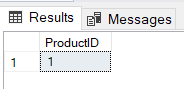 Results Messages
ProductID
1 1